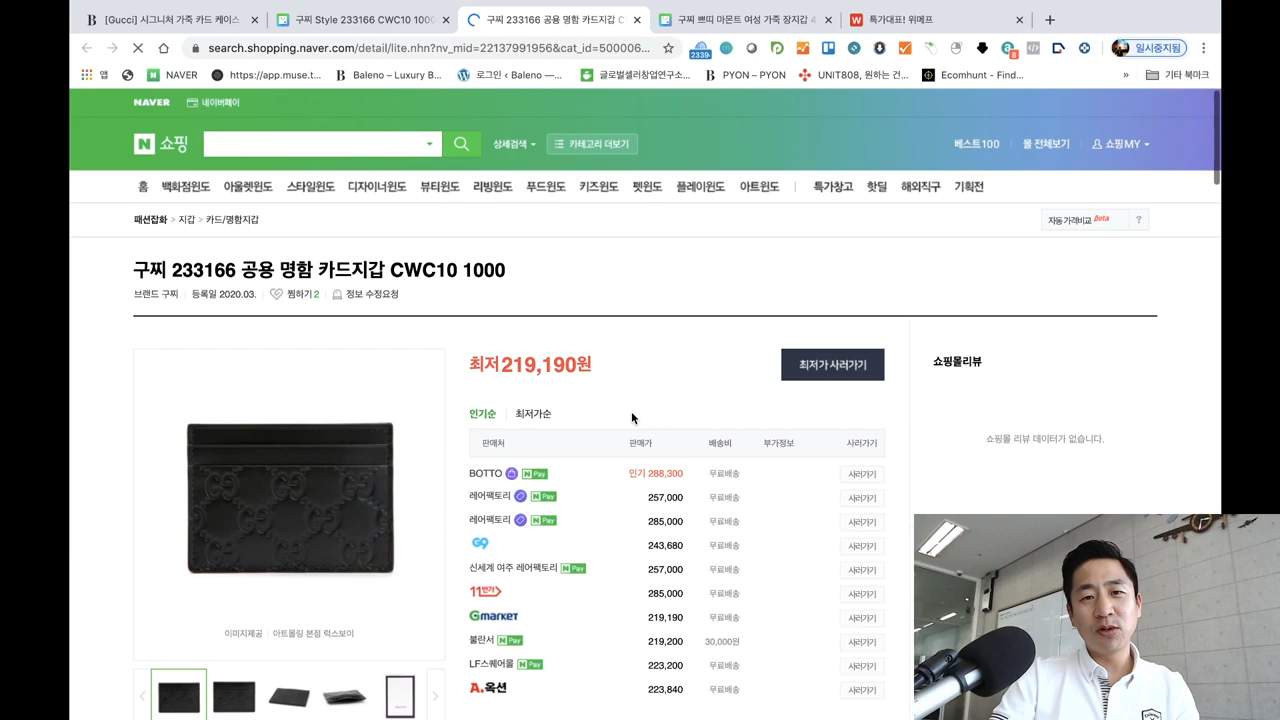 [Gucci] 시그니처 가죽 카드 케이스
구찌 Style 233166 CWC10 1000
구찌 233166 공용 명함 카드지갑 C
구찌 쁘띠 마몬트 여성 가죽 장지갑 4
특가대표! 위메프
search.shopping.naver.com/detail/lite.nhn?nv_mid=22137991956&cat_id=500006...
2339
8
일시중지됨
앱
NAVER
https://app.muse.t...
Baleno – Luxury B...
로그인 ‹ Baleno —...
글로벌셀러창업연구소...
PYON – PYON
UNIT808, 원하는 건...
Ecomhunt - Find...
»
기타 북마크
NAVER 네이버페이
N 쇼핑
상세검색
카테고리 더보기
베스트100
몰 전체보기
쇼핑MY
홈 백화점윈도 아울렛윈도 스타일윈도 디자이너윈도 뷰티윈도 리빙윈도 푸드윈도 키즈윈도 펫윈도 플레이윈도 아트윈도 | 특가창고 핫딜 해외직구 기획전
패션잡화 > 지갑 > 카드/명함지갑
자동 가격비교 Beta ?
구찌 233166 공용 명함 카드지갑 CWC10 1000
브랜드 구찌 등록일 2020.03. 찜하기 2 정보 수정요청
최저 219,190원
최저가 사러가기
쇼핑몰리뷰
쇼핑몰 리뷰 데이터가 없습니다.
인기순 최저가순
판매처 판매가 배송비 부가정보 사러가기
BOTTO N Pay 인기 288,300 무료배송 사러가기
레어팩토리 N Pay 257,000 무료배송 사러가기
레어팩토리 N Pay 285,000 무료배송 사러가기
G9 243,680 무료배송 사러가기
신세계 여주 레어팩토리 N Pay 257,000 무료배송 사러가기
11번가 285,000 무료배송 사러가기
Gmarket 219,190 무료배송 사러가기
불란서 N Pay 219,200 30,000원 사러가기
LF스퀘어몰 N Pay 223,200 무료배송 사러가기
A.옥션 223,840 무료배송 사러가기
이미지제공 | 아트몰링 본점 럭스보이